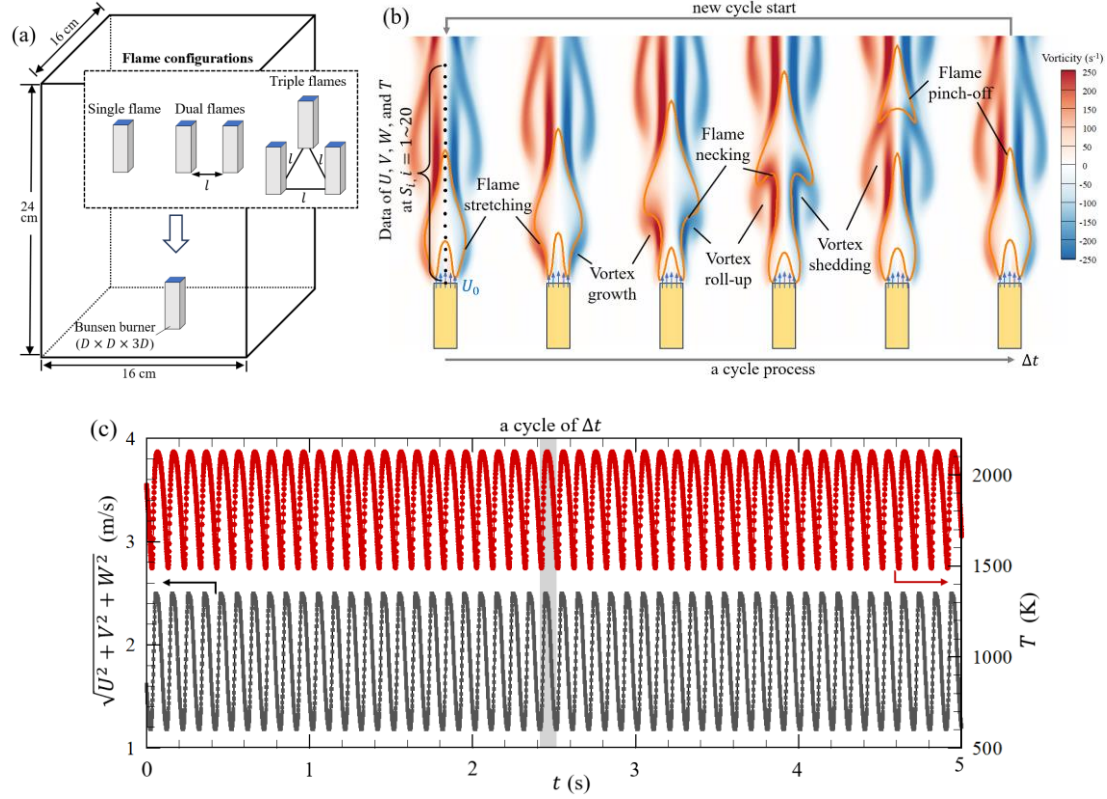 (a)
16 cm
Flame configurations
Single flame
Dual flames
Triple flames
l
l
l
l
24
cm
Bunsen burner
(D × D × 3D)
16 cm
(b)
new cycle start
Data of U, V, W, and T
at S_i, i = 1~20
Flame
stretching
Vortex
growth
Flame
necking
Vortex
roll-up
Vortex
shedding
Flame
pinch-off
U_0
a cycle process
Δt
Vorticity (s⁻¹)
250
200
150
100
50
0
-50
-100
-150
-200
-250
(c)
a cycle of Δt
√U² + V² + W² (m/s)
4
3
2
1
2000
1500
1000
500
T (K)
0
1
2
3
4
5
t (s)